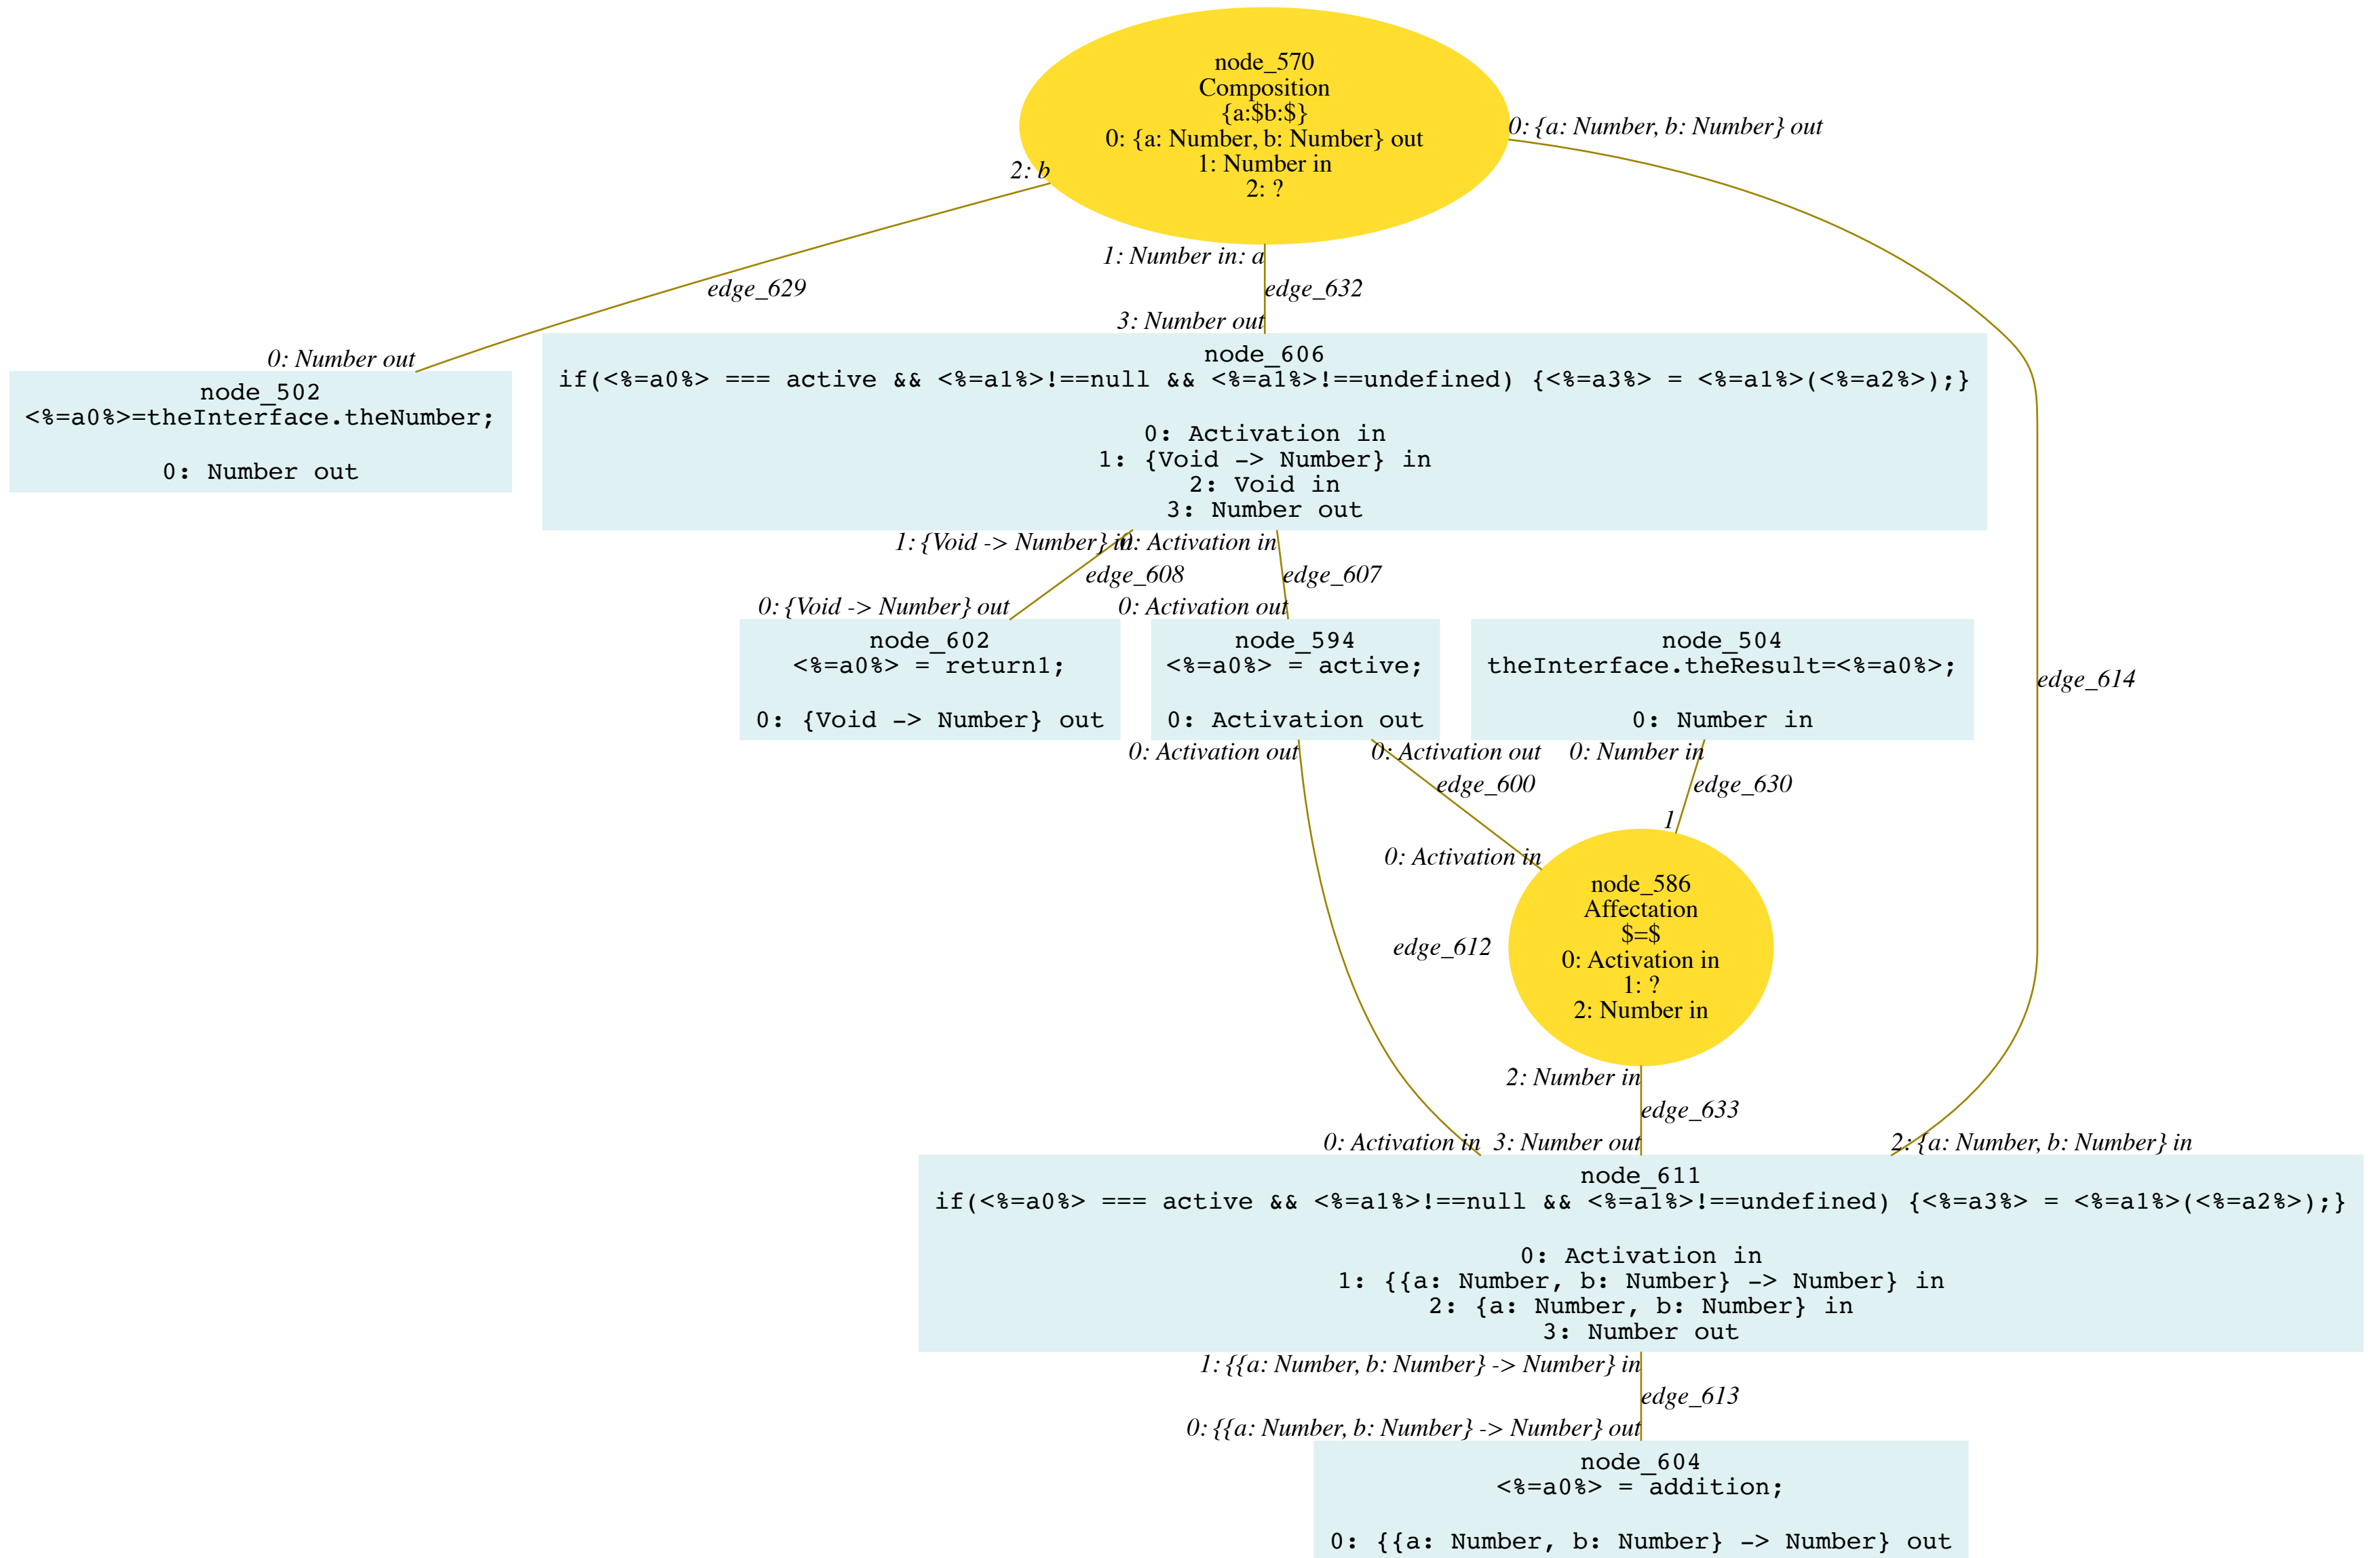 node_570
Composition
{a:$b:$}
0: {a: Number, b: Number} out
1: Number in
2: ?
0: {a: Number, b: Number} out
2: b
1: Number in: a
edge_629
edge_632
3: Number out
0: Number out
node_502
<%=a0%>=theInterface.theNumber;
0: Number out
node_606
if(<%=a0%> === active && <%=a1%>!==null && <%=a1%>!==undefined) {<%=a3%> = <%=a1%>(<%=a2%>);}
0: Activation in
1: {Void -> Number} in
2: Void in
3: Number out
1: {Void -> Number} in
0: Activation in
edge_608
edge_607
0: {Void -> Number} out
0: Activation out
node_602
<%=a0%> = return1;
0: {Void -> Number} out
node_594
<%=a0%> = active;
0: Activation out
node_504
theInterface.theResult=<%=a0%>;
0: Number in
edge_614
0: Activation out
0: Activation out
0: Number in
edge_600
edge_630
1
0: Activation in
node_586
Affectation
$=$
0: Activation in
1: ?
2: Number in
edge_612
2: Number in
edge_633
0: Activation in
3: Number out
2: {a: Number, b: Number} in
node_611
if(<%=a0%> === active && <%=a1%>!==null && <%=a1%>!==undefined) {<%=a3%> = <%=a1%>(<%=a2%>);}
0: Activation in
1: {{a: Number, b: Number} -> Number} in
2: {a: Number, b: Number} in
3: Number out
1: {{a: Number, b: Number} -> Number} in
edge_613
0: {{a: Number, b: Number} -> Number} out
node_604
<%=a0%> = addition;
0: {{a: Number, b: Number} -> Number} out